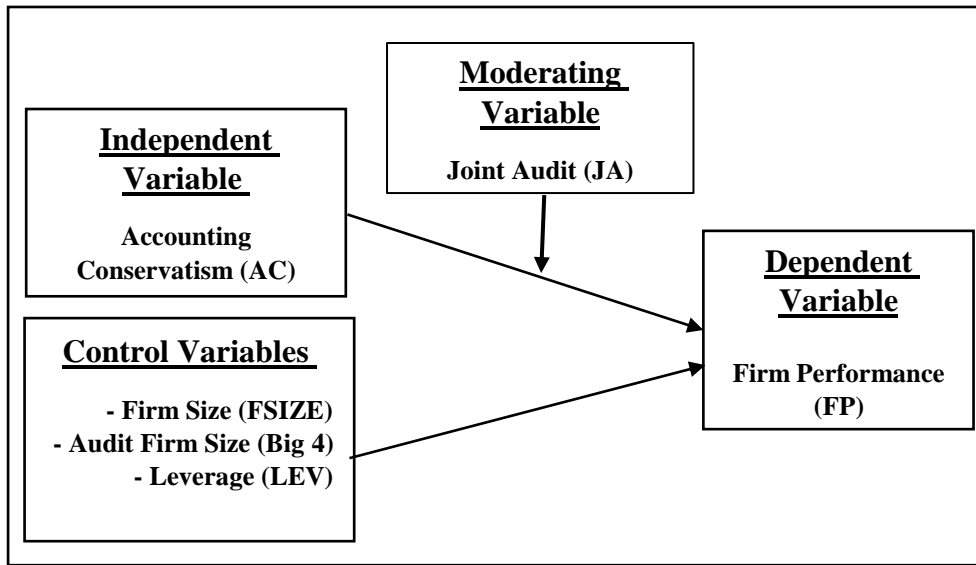 Moderating
Variable
Joint Audit (JA)
Independent
Variable
Accounting
Conservatism (AC)
Dependent
Variable
Firm Performance
(FP)
Control Variables
- Firm Size (FSIZE)
- Audit Firm Size (Big 4)
- Leverage (LEV)